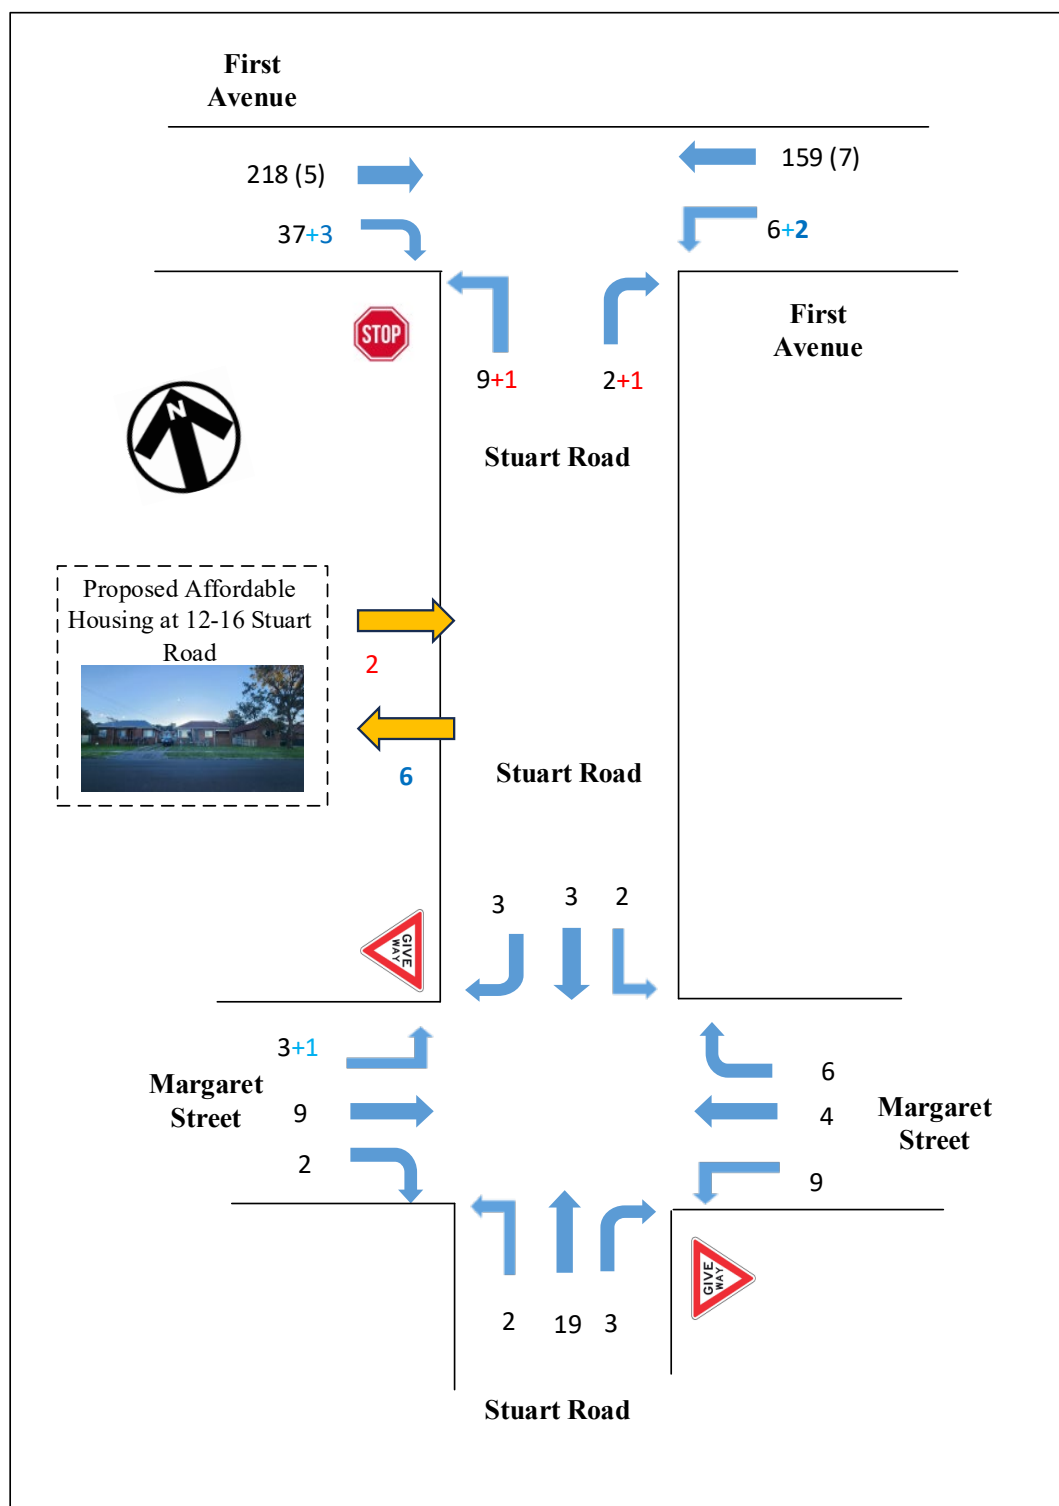 First
Avenue
218 (5)
159 (7)
37+3
6+2
STOP
First
Avenue
9+1
2+1
N
Stuart Road
Proposed Affordable
Housing at 12-16 Stuart
Road
2
6
Stuart Road
3
3
2
GIVE
WAY
3+1
Margaret
Street
9
2
6
4
Margaret
Street
9
GIVE
WAY
2
19
3
Stuart Road